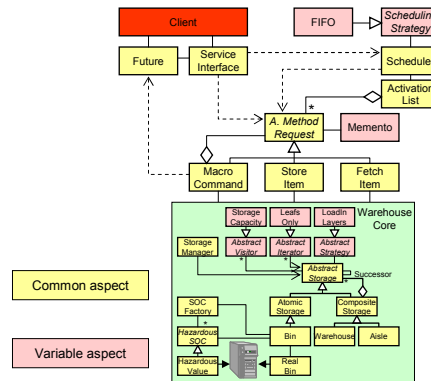 Client
FIFO
Scheduling
Strategy
Future
Service
Interface
Scheduler
Activation
List
*
A. Method
Request
Memento
Macro
Command
Store
Item
Fetch
Item
Storage
Capacity
Leafs
Only
LoadIn
Layers
Warehouse
Core
Storage
Manager
Abstract
Visitor
Abstract
Iterator
Abstract
Strategy
*
*
Abstract
Storage
Successor
*
Common aspect
SOC
Factory
Atomic
Storage
Composite
Storage
*
Hazardous
SOC
Bin
Warehouse
Aisle
Variable aspect
Hazardous
Value
Real
Bin